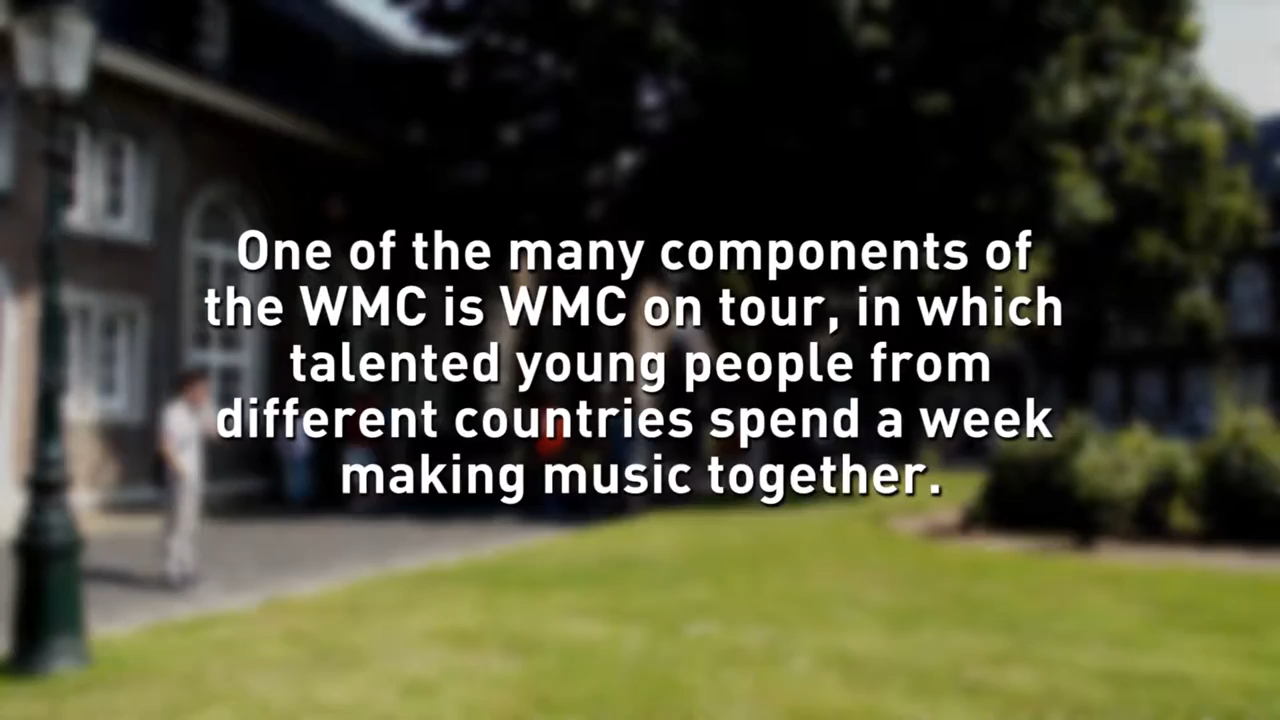 One of the many components of
the WMC is WMC on tour, in which
talented young people from
different countries spend a week
making music together.